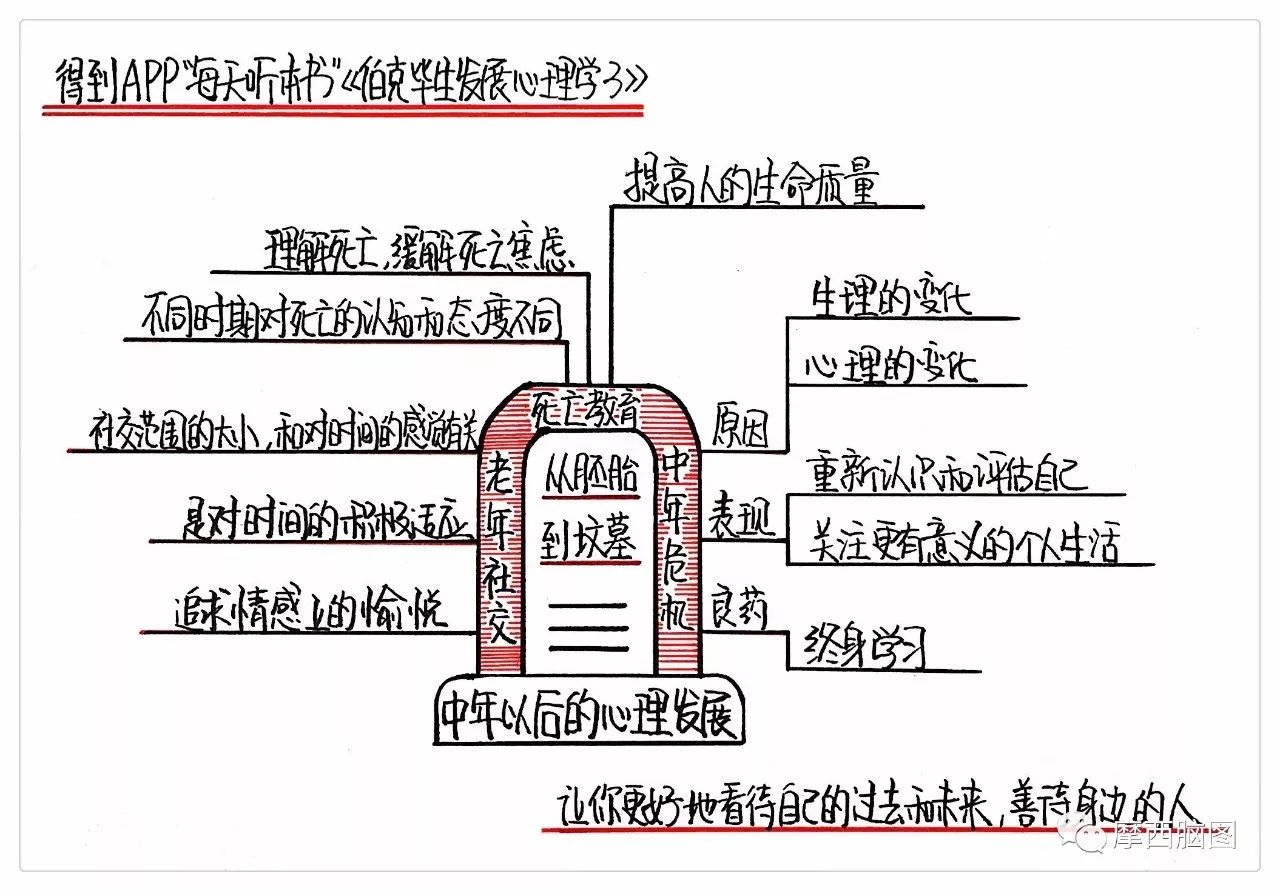 得到APP“每天听本书”《伯克毕生发展心理学3》
提高人的生命质量
理解死亡,缓解死亡焦虑
不同时期对死亡的认知和态度不同
死亡教育
社交范围的大小,和对时间的感觉有关
是对时间的积极适应
追求情感上的愉悦
老年社交
从胚胎
到坟墓
中年危机
原因
生理的变化
心理的变化
表现
重新认识和评估自己
关注更有意义的个人生活
良药
终身学习
中年以后的心理发展
让你更好地看待自己的过去和未来,善待身边的人
摩西脑图